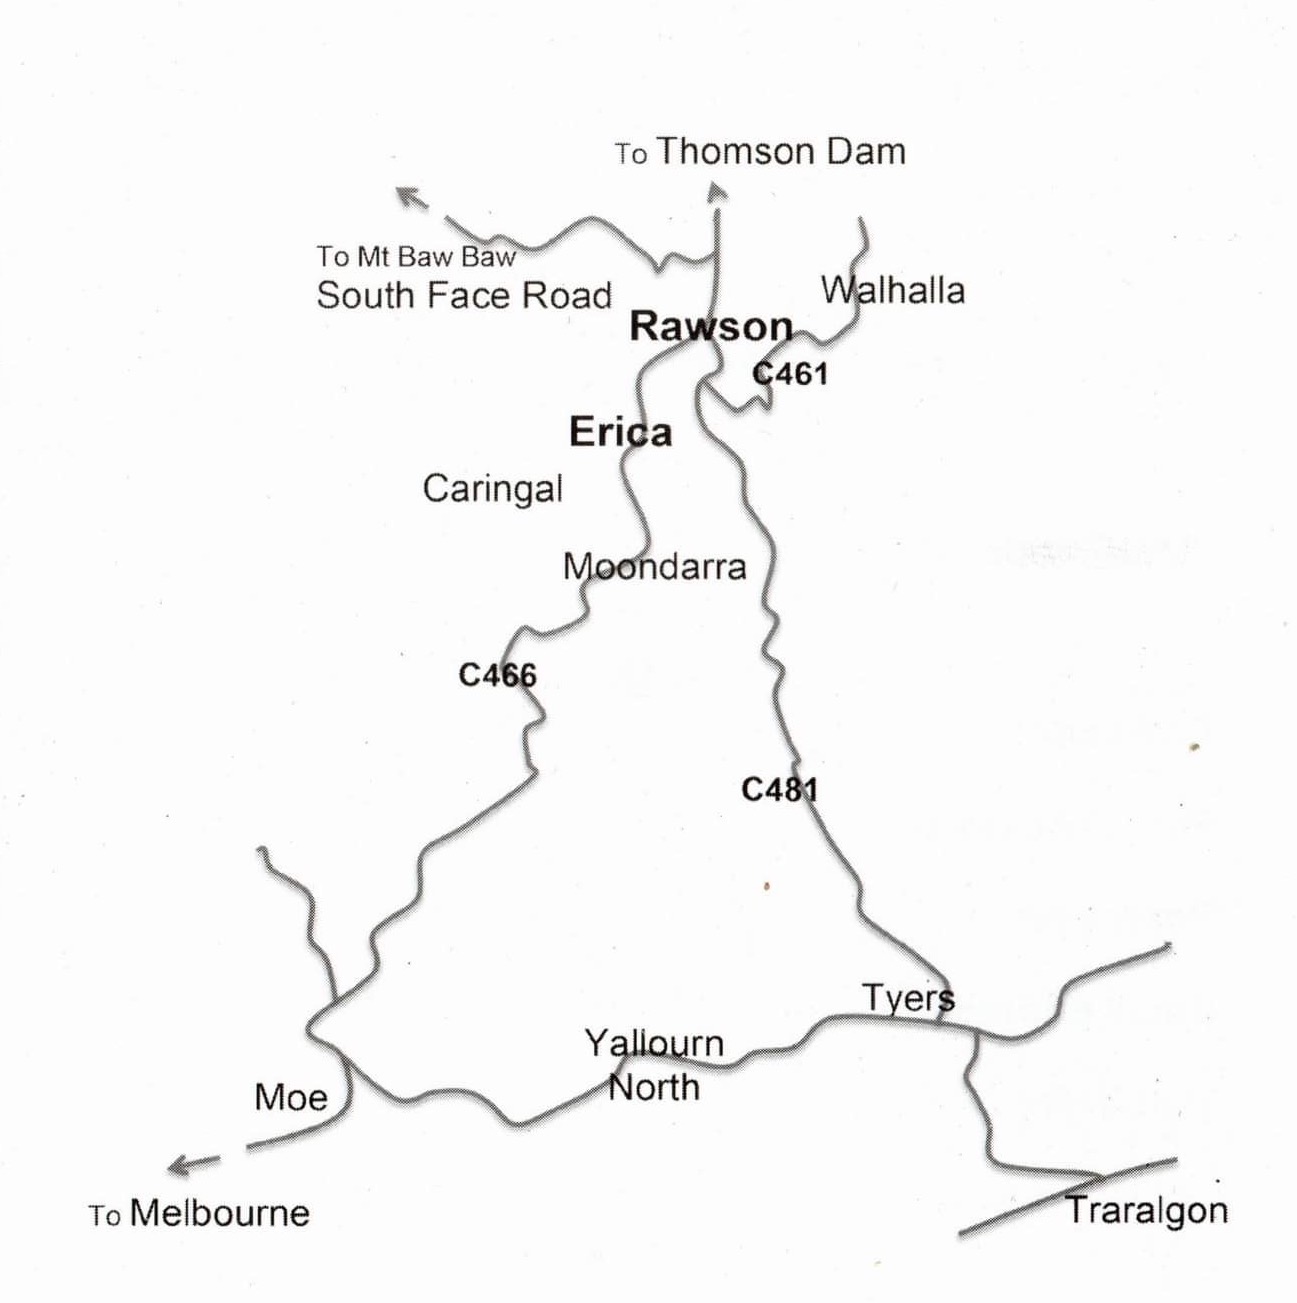 To Thomson Dam
To Mt Baw Baw
South Face Road
Walhalla
Rawson
C461
Erica
Caringal
Moondarra
C466
C481
Tyers
Yallourn
North
Moe
To Melbourne
Traralgon